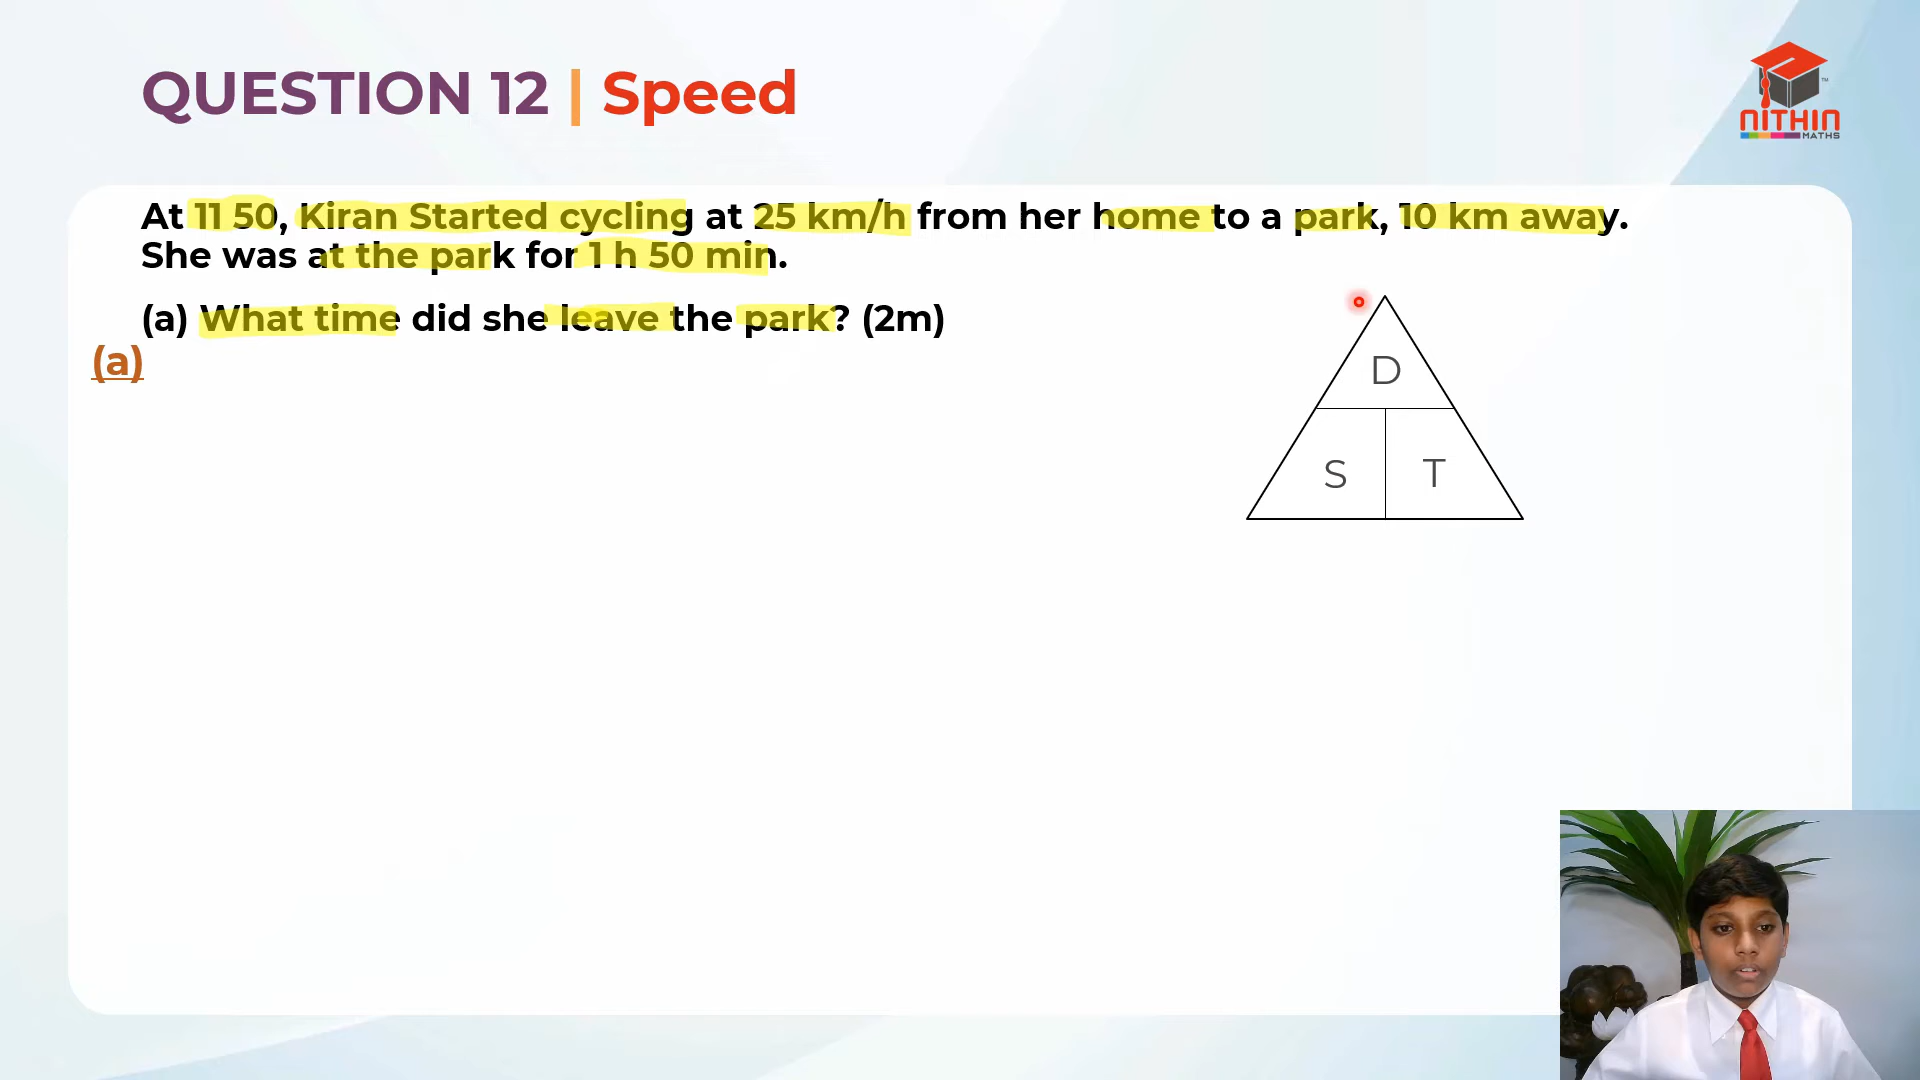 QUESTION 12 | Speed
NITHIN
MATHS
TM
At 11 50, Kiran Started cycling at 25 km/h from her home to a park, 10 km away.
She was at the park for 1 h 50 min.
(a) What time did she leave the park? (2m)
(a)
D
S T